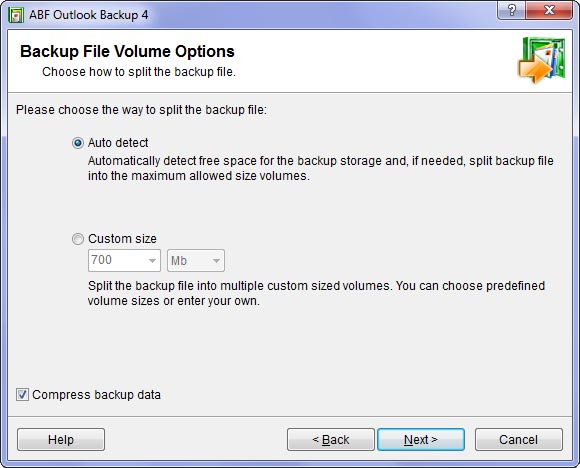 ABF Outlook Backup 4
?
Backup File Volume Options
Choose how to split the backup file.
Please choose the way to split the backup file:
Auto detect
Automatically detect free space for the backup storage and, if needed, split backup file
into the maximum allowed size volumes.
Custom size
700 Mb
Split the backup file into multiple custom sized volumes. You can choose predefined
volume sizes or enter your own.
Compress backup data
Help < Back Next > Cancel